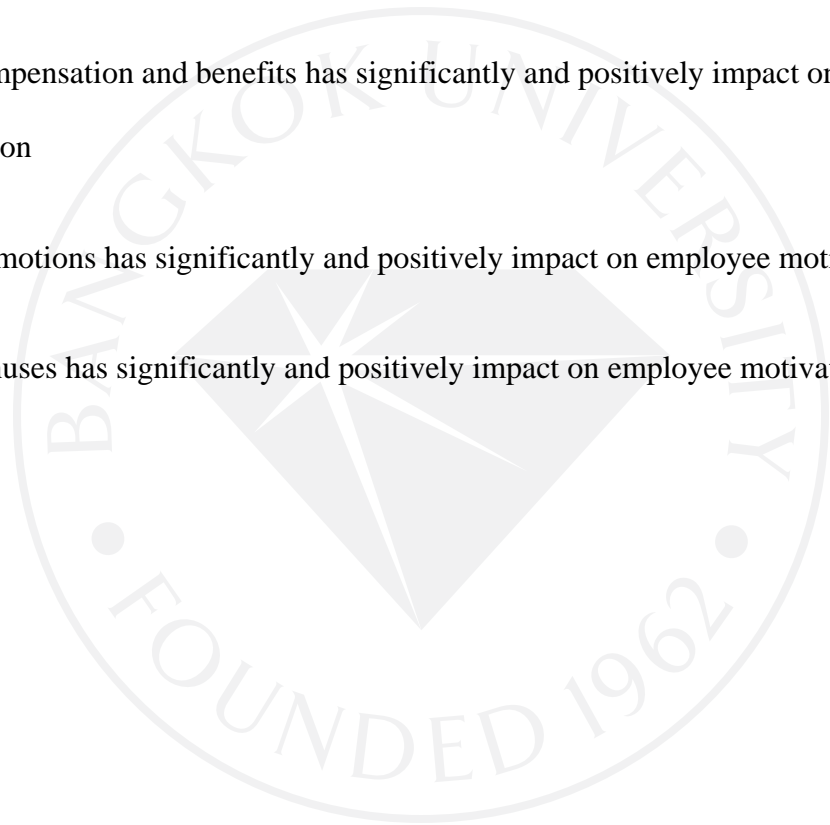 mpensation and benefits has significantly and positively impact on
on
motions has significantly and positively impact on employee moti
nuses has significantly and positively impact on employee motiva
BANGKOK UNIVERSITY
• FOUNDED 1962 •